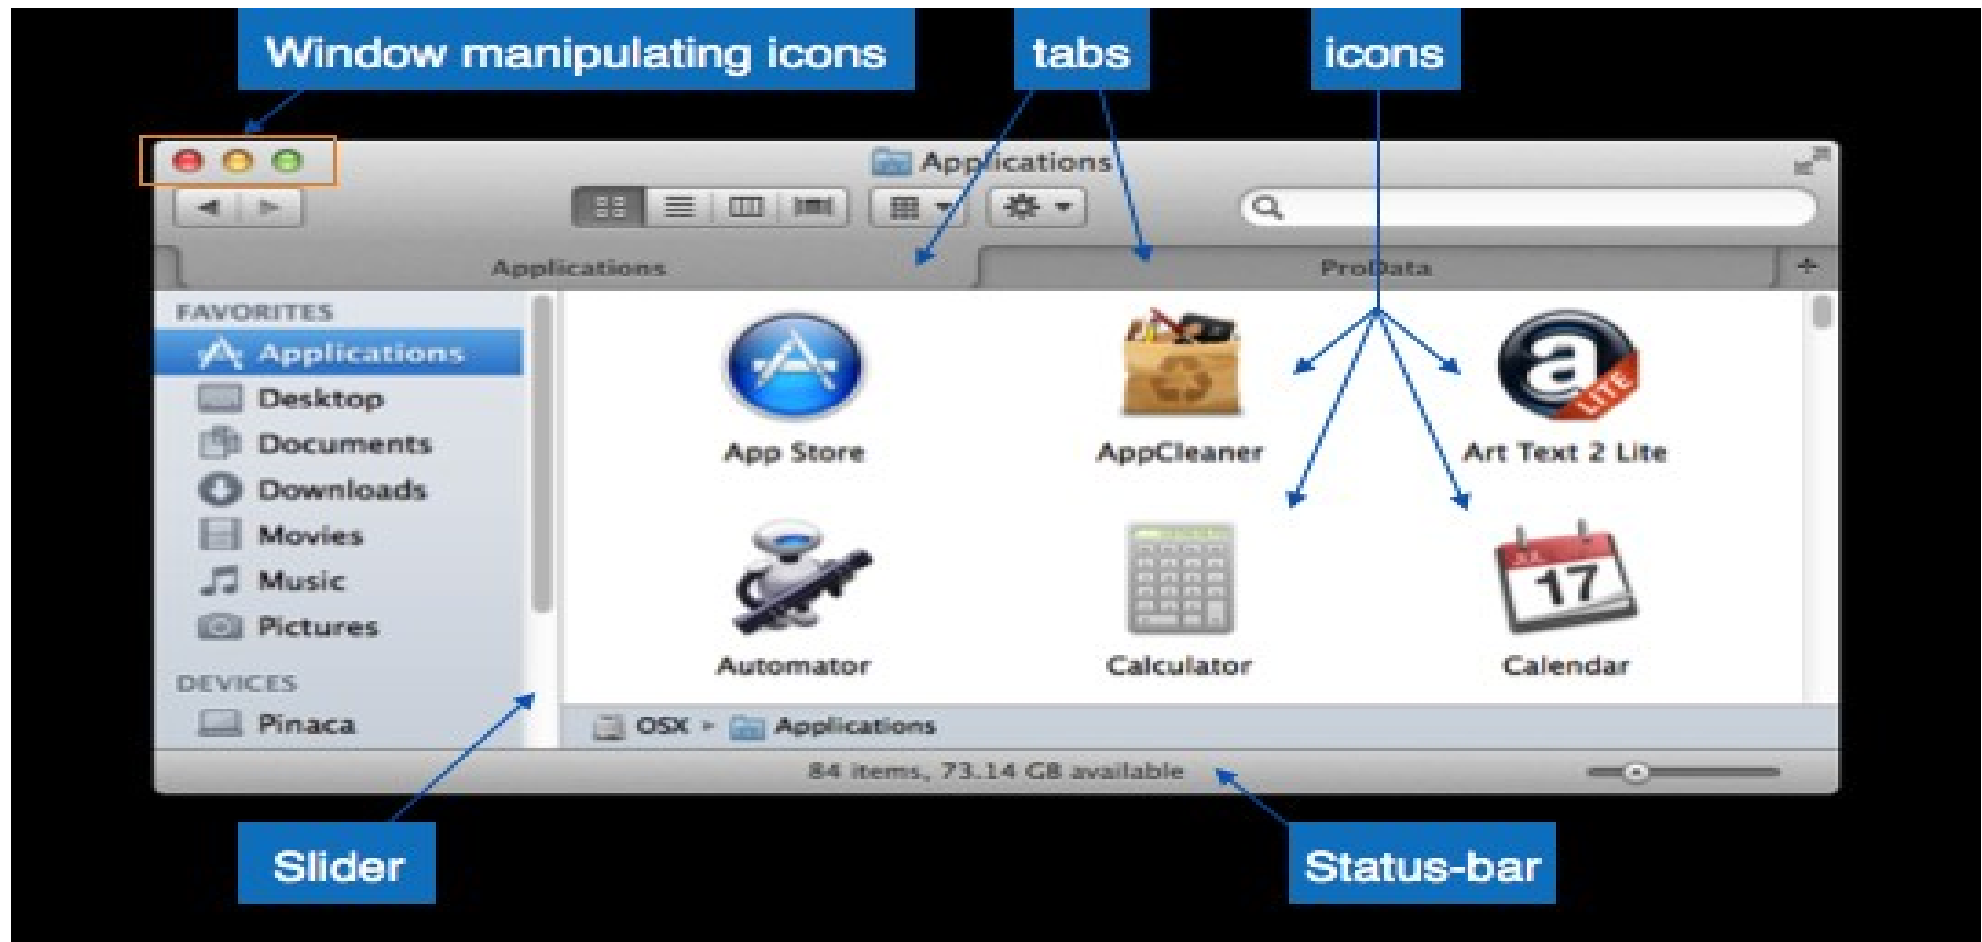 Window manipulating icons
tabs
icons
Applications
Applications
ProData
+
FAVORITES
Applications
Desktop
Documents
Downloads
Movies
Music
Pictures
DEVICES
Pinaca
App Store
AppCleaner
a
LITE
Art Text 2 Lite
Automator
Calculator
JUL
17
Calendar
OSX ▸ Applications
84 items, 73.14 GB available
Slider
Status-bar